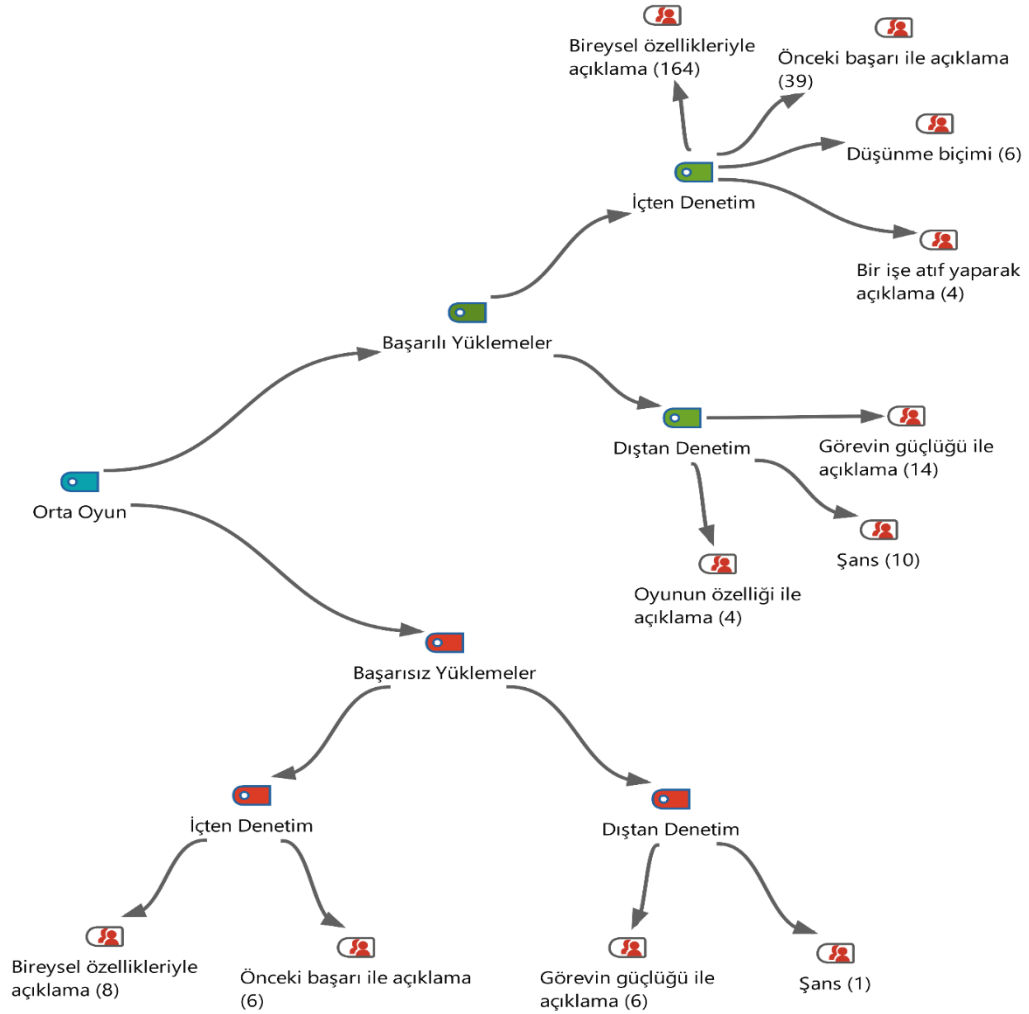 Bireysel özellikleriyle
açıklama (164)
Önceki başarı ile açıklama
(39)
Düşünme biçimi (6)
İçten Denetim
Bir işe atıf yaparak
açıklama (4)
Başarılı Yüklemeler
Dıştan Denetim
Görevin güçlüğü ile
açıklama (14)
Orta Oyun
Şans (10)
Oyunun özelliği ile
açıklama (4)
Başarısız Yüklemeler
İçten Denetim
Dıştan Denetim
Bireysel özellikleriyle
açıklama (8)
Önceki başarı ile açıklama
(6)
Görevin güçlüğü ile
açıklama (6)
Şans (1)